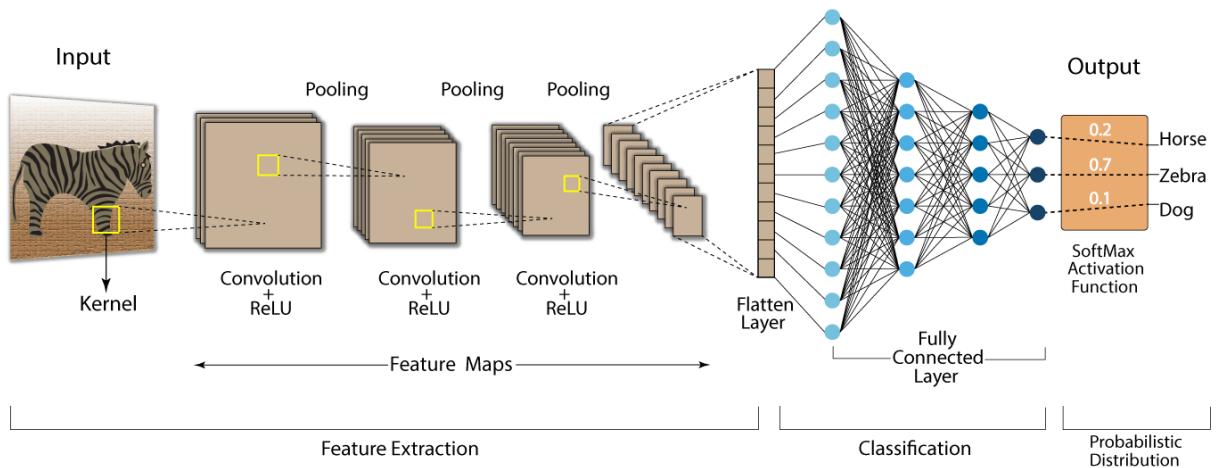 Input
Kernel
Pooling
Pooling
Pooling
Convolution
+
ReLU
Convolution
+
ReLU
Convolution
+
ReLU
Feature Maps
Flatten
Layer
Fully
Connected
Layer
Output
0.2
0.7
0.1
Horse
Zebra
Dog
SoftMax
Activation
Function
Feature Extraction
Classification
Probabilistic
Distribution